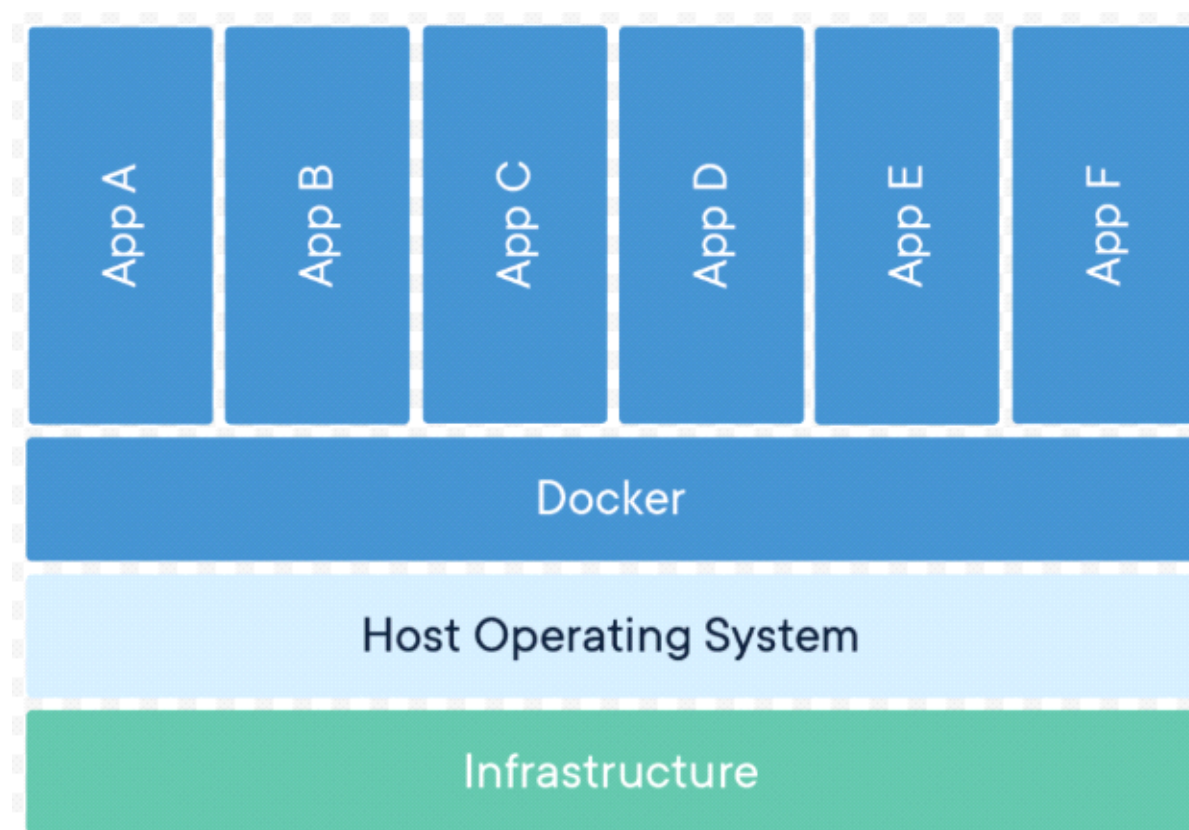 App A
App B
App C
App D
App E
App F
Docker
Host Operating System
Infrastructure